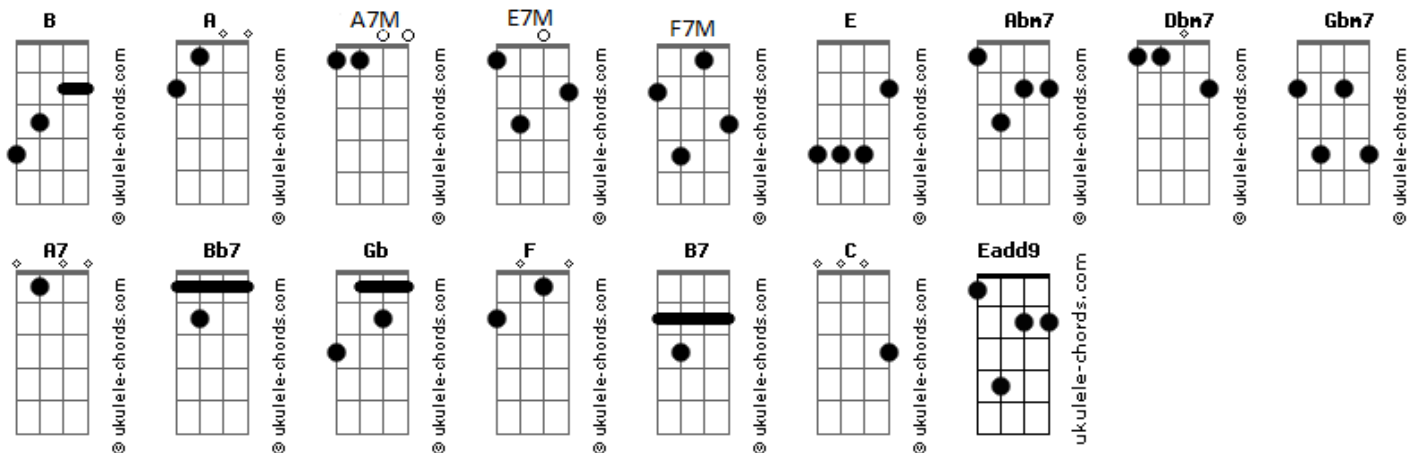 B A A7M E7M F7M E Abm7 Dbm7 Gbm7
© ukulele-chords.com © ukulele-chords.com © ukulele-chords.com © ukulele-chords.com © ukulele-chords.com © ukulele-chords.com © ukulele-chords.com © ukulele-chords.com © ukulele-chords.com
A7 Bb7 Gb F B7 C Eadd9
© ukulele-chords.com © ukulele-chords.com © ukulele-chords.com © ukulele-chords.com © ukulele-chords.com © ukulele-chords.com ukulele-chords.com